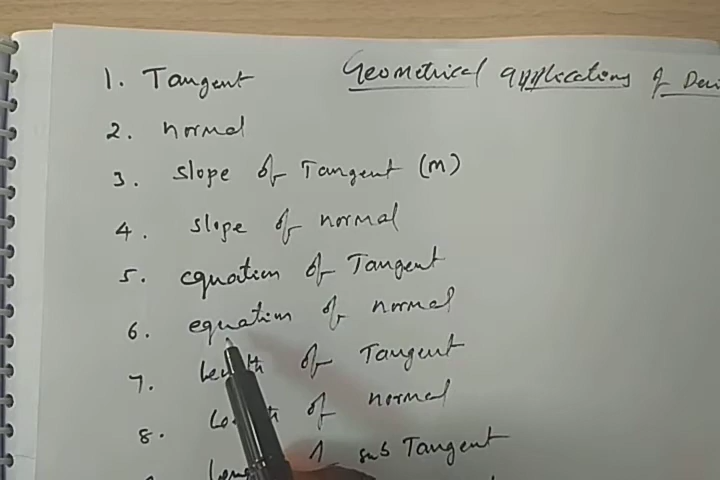 Geometrical applications of Deri
1. Tangent
2. normal
3. slope of Tangent (m)
4. slope of normal
5. equation of Tangent
6. equation of normal
7. of Tangent
8. of normal
sub Tangent